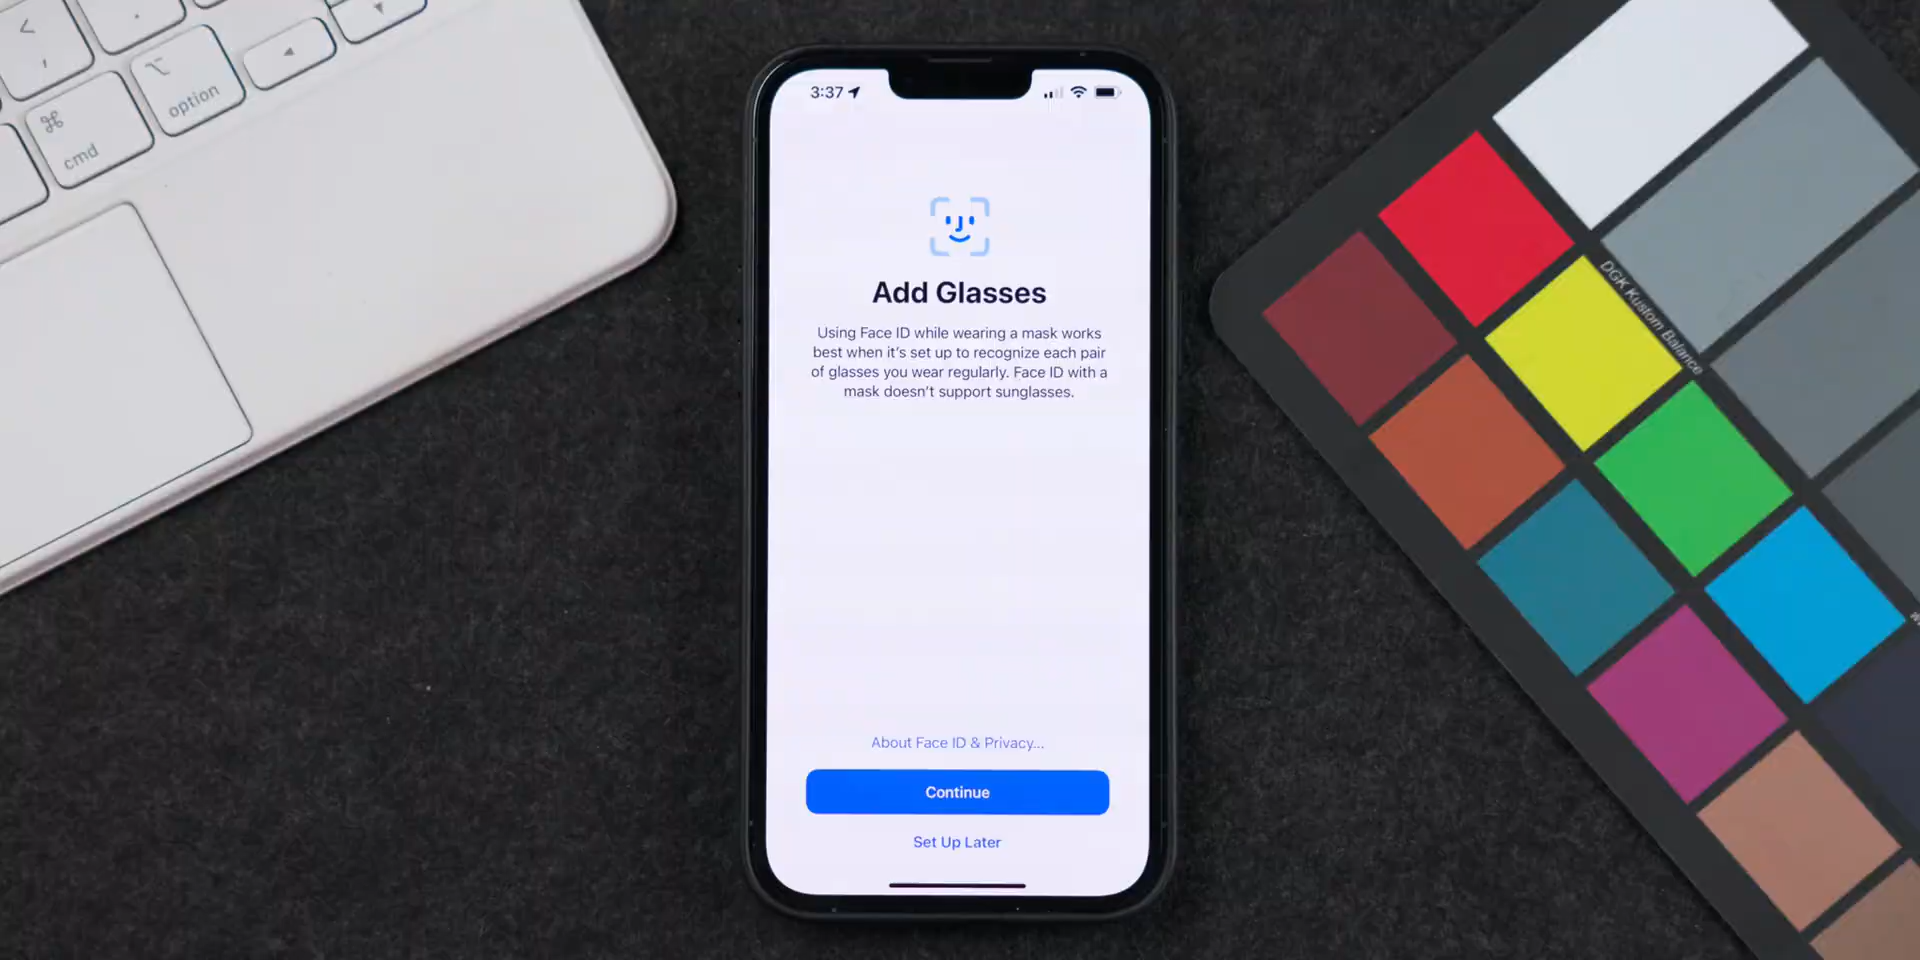 <
,
⌘
cmd
⌥
option
◀
▼
3:37
Add Glasses
Using Face ID while wearing a mask works
best when it's set up to recognize each pair
of glasses you wear regularly. Face ID with a
mask doesn't support sunglasses.
About Face ID & Privacy...
Continue
Set Up Later
DGK Kustom Balance